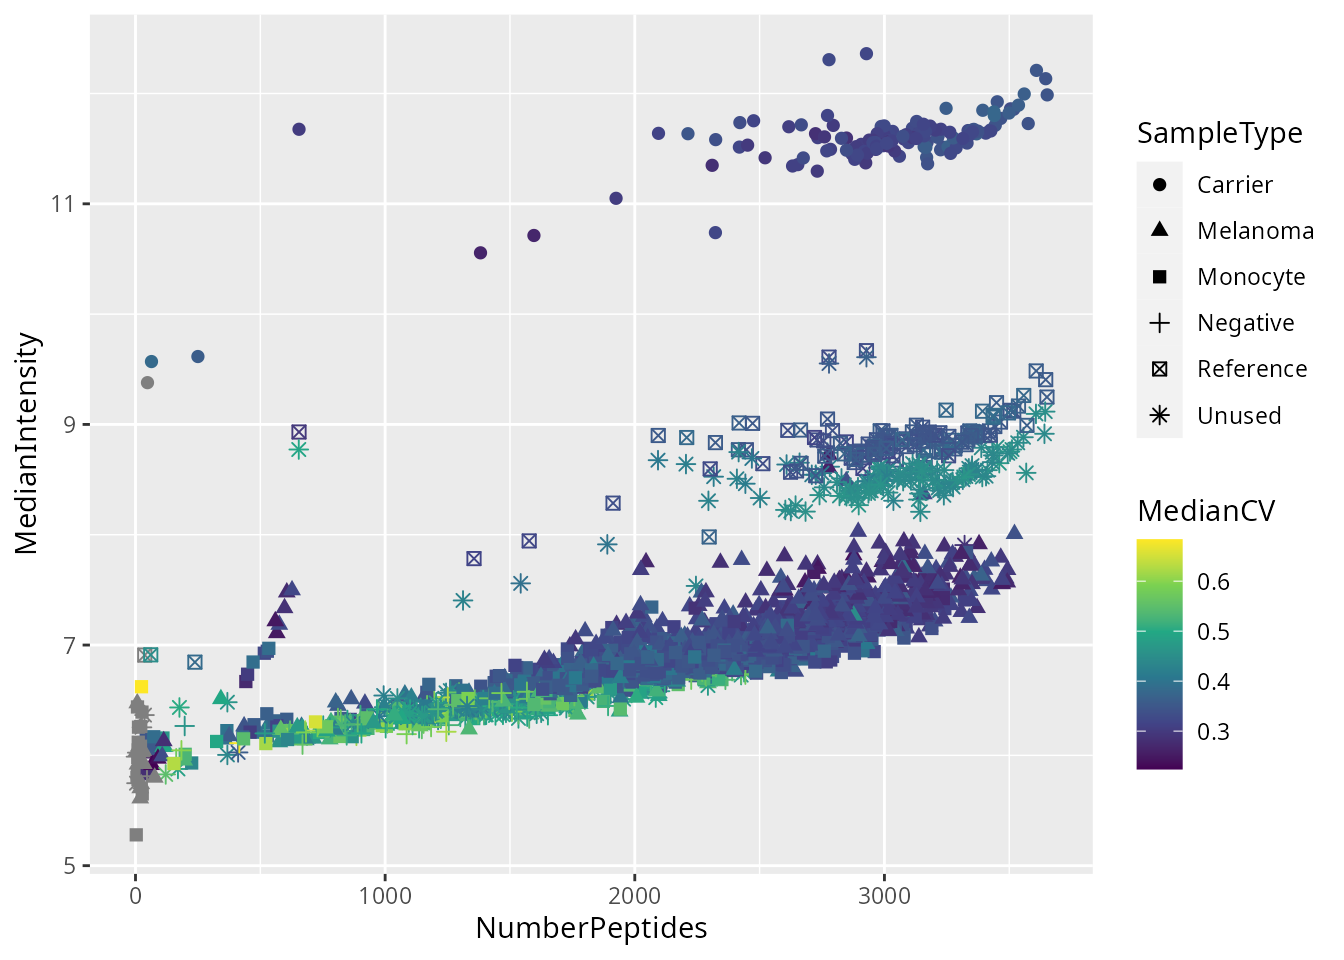 MedianIntensity
11
9
7
5
0
1000
2000
3000
NumberPeptides
SampleType
Carrier
Melanoma
Monocyte
Negative
Reference
Unused
MedianCV
0.6
0.5
0.4
0.3